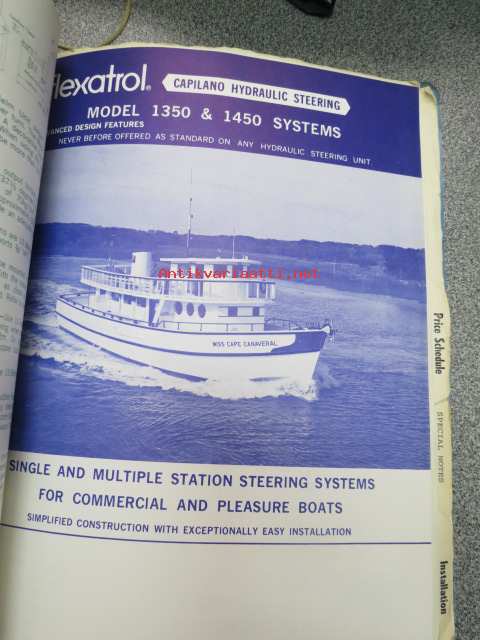 flexatrol®
CAPILANO HYDRAULIC STEERING
MODEL 1350 & 1450 SYSTEMS
ANCED DESIGN FEATURES
NEVER BEFORE OFFERED AS STANDARD ON ANY HYDRAULIC STEERING UNIT
Antikvariaatti.net
MISS CAPE CANAVERAL
SINGLE AND MULTIPLE STATION STEERING SYSTEMS
FOR COMMERCIAL AND PLEASURE BOATS
SIMPLIFIED CONSTRUCTION WITH EXCEPTIONALLY EASY INSTALLATION
Price Schedule
SPECIAL NOTES
Installation